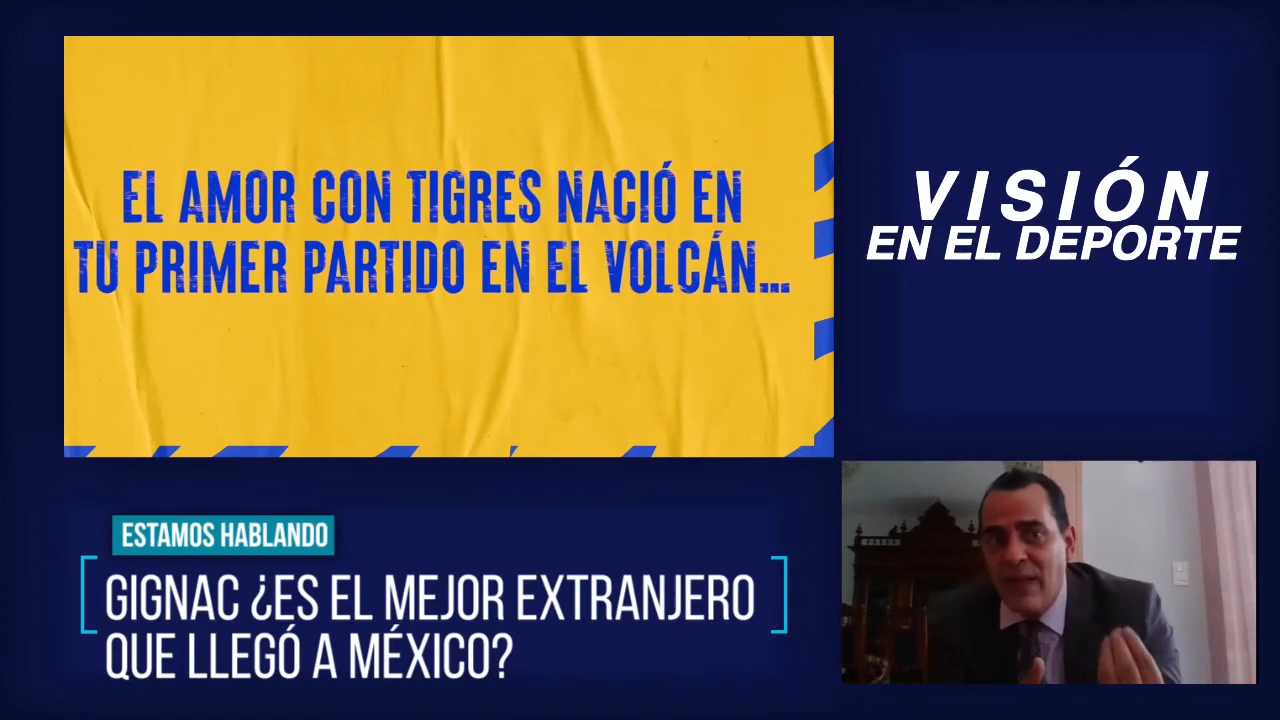 EL AMOR CON TIGRES NACIÓ EN
TU PRIMER PARTIDO EN EL VOLCÁN...
VISIÓN
EN EL DEPORTE
ESTAMOS HABLANDO
GIGNAC ¿ES EL MEJOR EXTRANJERO
QUE LLEGÓ A MÉXICO?